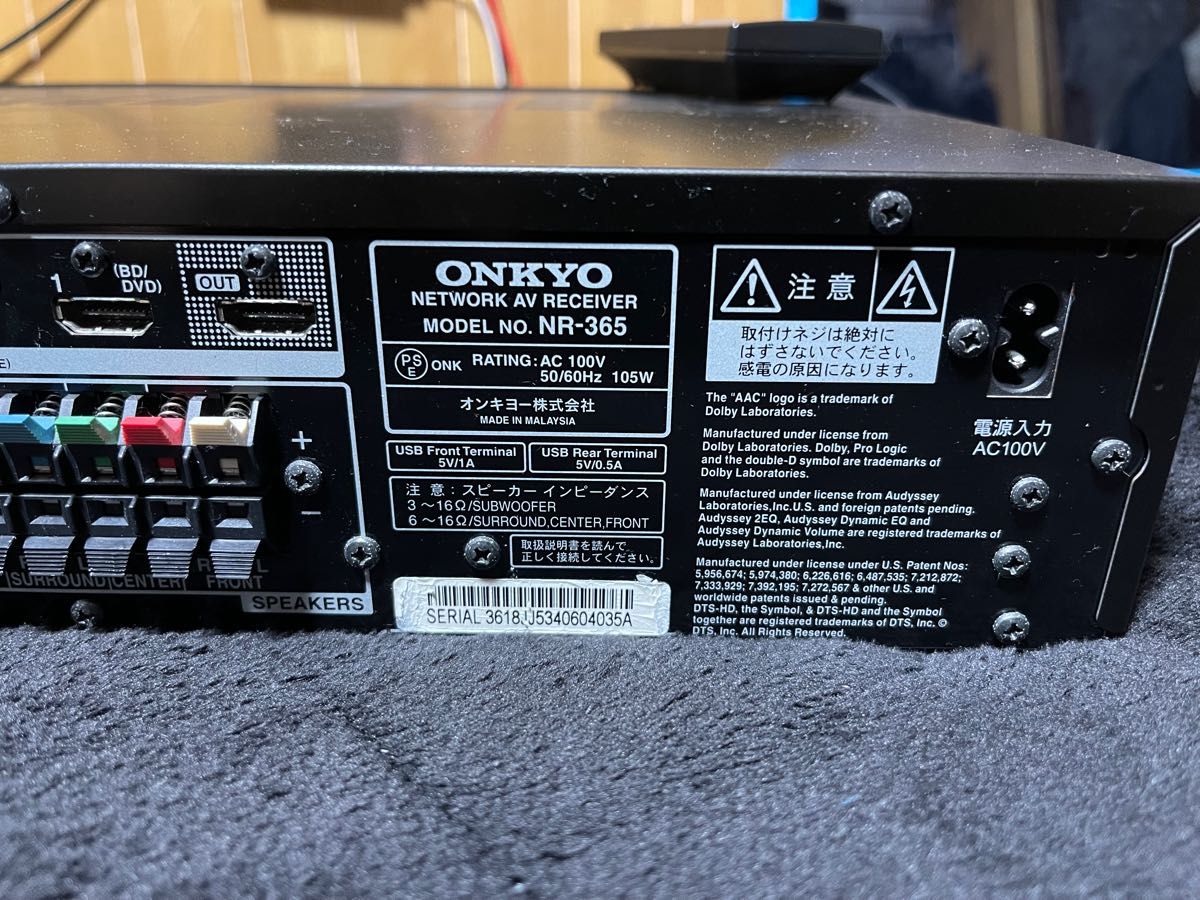 1
(BD/
DVD)
OUT
E)
+
−
SURROUND
CENTER
FRONT
SPEAKERS
ONKYO
NETWORK AV RECEIVER
MODEL NO. NR-365
PS
E
ONK
RATING: AC 100V
50/60Hz 105W
オンキヨー株式会社
MADE IN MALAYSIA
USB Front Terminal
5V/1A
USB Rear Terminal
5V/0.5A
注 意 : スピーカー インピーダンス
3 ～16Ω/SUBWOOFER
6 ～16Ω/SURROUND,CENTER,FRONT
取扱説明書を読んで
正しく接続してください。
SERIAL 3618JJ5340604035A
注 意
取付けネジは絶対に
はずさないでください。
感電の原因になります。
The "AAC" logo is a trademark of
Dolby Laboratories.
Manufactured under license from
Dolby Laboratories. Dolby, Pro Logic
and the double-D symbol are trademarks of
Dolby Laboratories.
Manufactured under license from Audyssey
Laboratories,Inc.U.S. and foreign patents pending.
Audyssey 2EQ, Audyssey Dynamic EQ and
Audyssey Dynamic Volume are registered trademarks of
Audyssey Laboratories,Inc.
Manufactured under license under U.S. Patent Nos:
5,956,674; 5,974,380; 6,226,616; 6,487,535; 7,212,872;
7,333,929; 7,392,195; 7,272,567 & other U.S. and
worldwide patents issued & pending.
DTS-HD, the Symbol, & DTS-HD and the Symbol
together are registered trademarks of DTS, Inc. ©
DTS, Inc. All Rights Reserved.
電源入力
AC100V